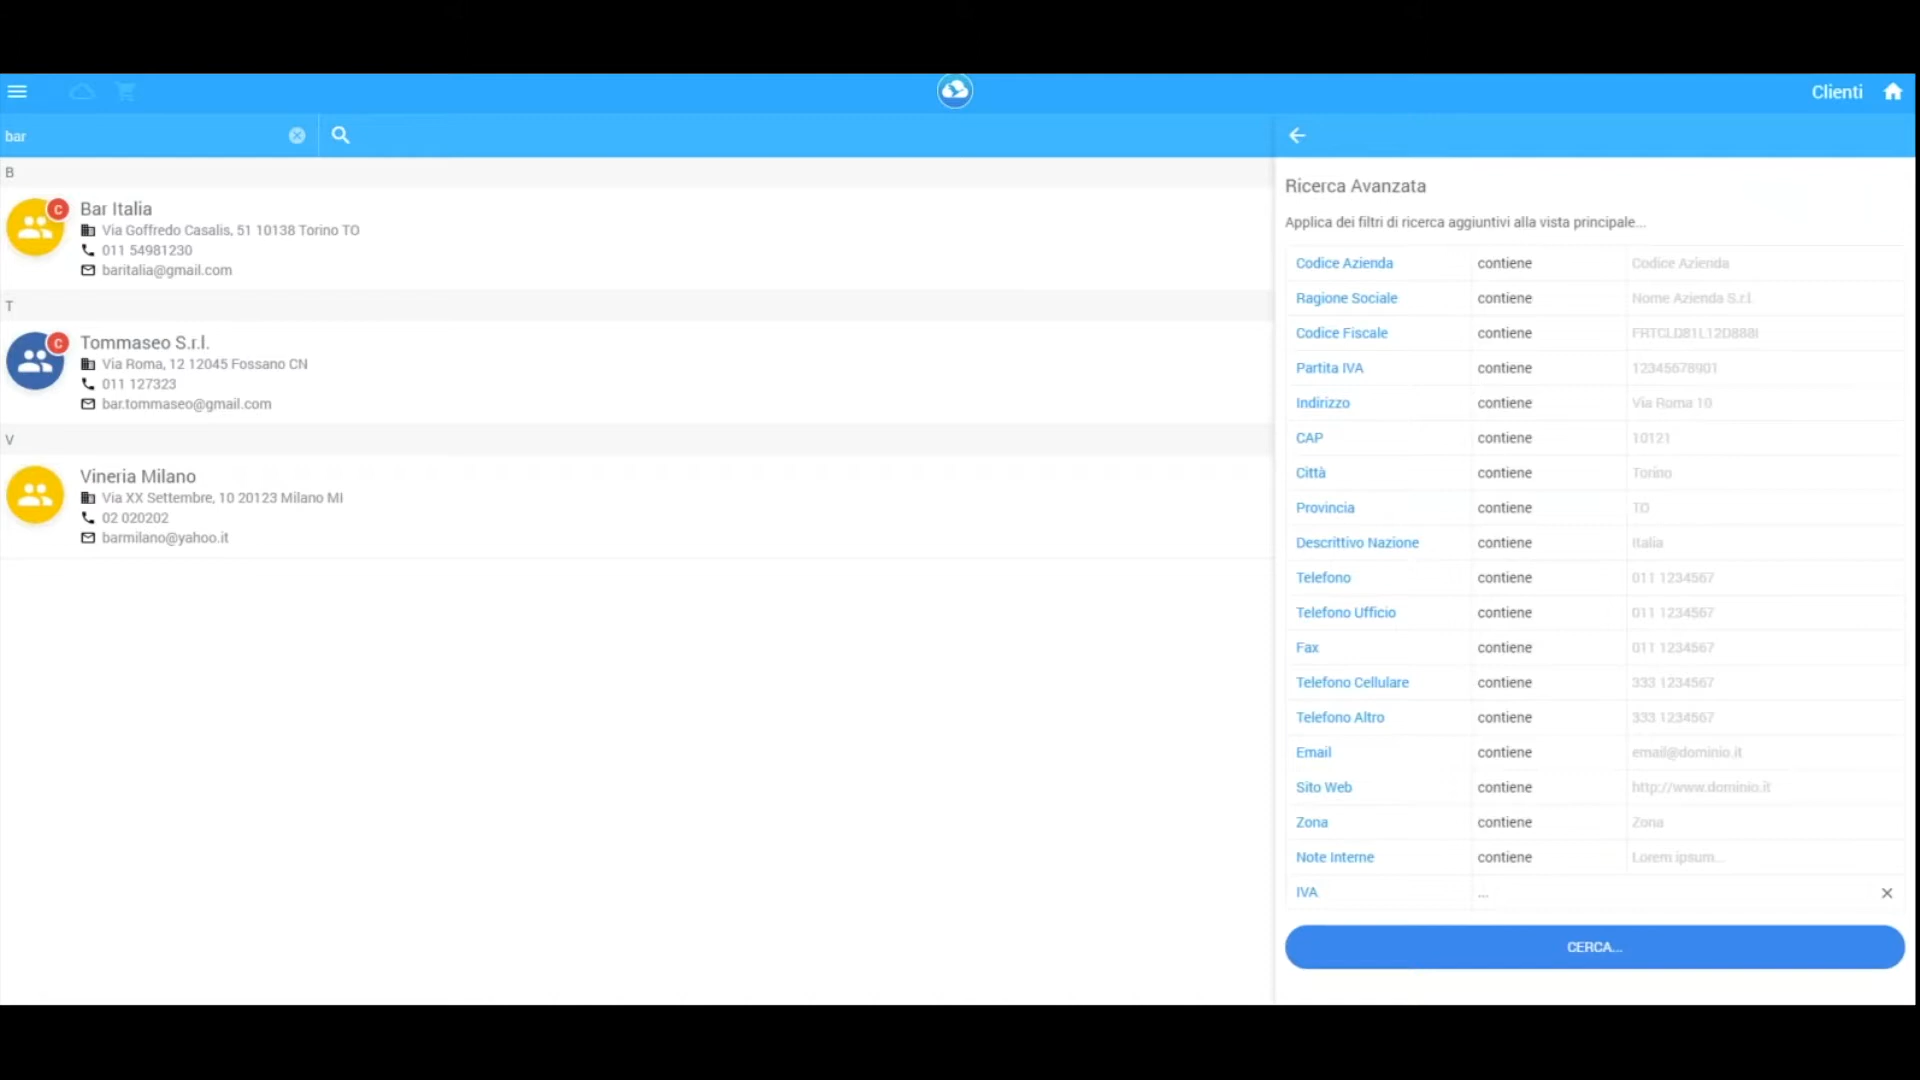 Clienti
bar
B
C
Bar Italia
Via Goffredo Casalis, 51 10138 Torino TO
011 54981230
baritalia@gmail.com
T
C
Tommaseo S.r.l.
Via Roma, 12 12045 Fossano CN
011 127323
bar.tommaseo@gmail.com
V
Vineria Milano
Via XX Settembre, 10 20123 Milano MI
02 020202
barmilano@yahoo.it
Ricerca Avanzata
Applica dei filtri di ricerca aggiuntivi alla vista principale...
Codice Azienda contiene Codice Azienda
Ragione Sociale contiene Nome Azienda S.r.l.
Codice Fiscale contiene FRTCLD81L12D888I
Partita IVA contiene 12345678901
Indirizzo contiene Via Roma 10
CAP contiene 10121
Città contiene Torino
Provincia contiene TO
Descrittivo Nazione contiene Italia
Telefono contiene 011 1234567
Telefono Ufficio contiene 011 1234567
Fax contiene 011 1234567
Telefono Cellulare contiene 333 1234567
Telefono Altro contiene 333 1234567
Email contiene email@dominio.it
Sito Web contiene http://www.dominio.it
Zona contiene Zona
Note Interne contiene Lorem ipsum...
IVA ...
CERCA...